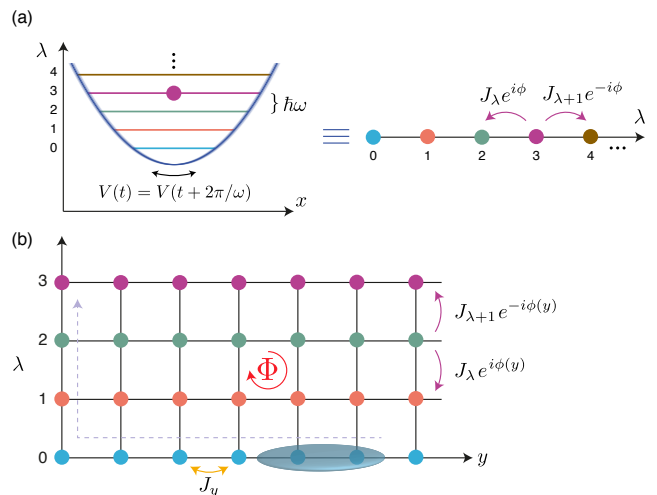 (a)
λ
4
3
2
1
0
⋮
}ℏω
V(t) = V(t + 2π/ω)
x
J_λ e^{iϕ}
J_{λ+1} e^{-iϕ}
λ
0 1 2 3 4 ...
(b)
3
2
1
0
λ
Φ
J_{λ+1} e^{-iϕ(y)}
J_λ e^{iϕ(y)}
J_y
y